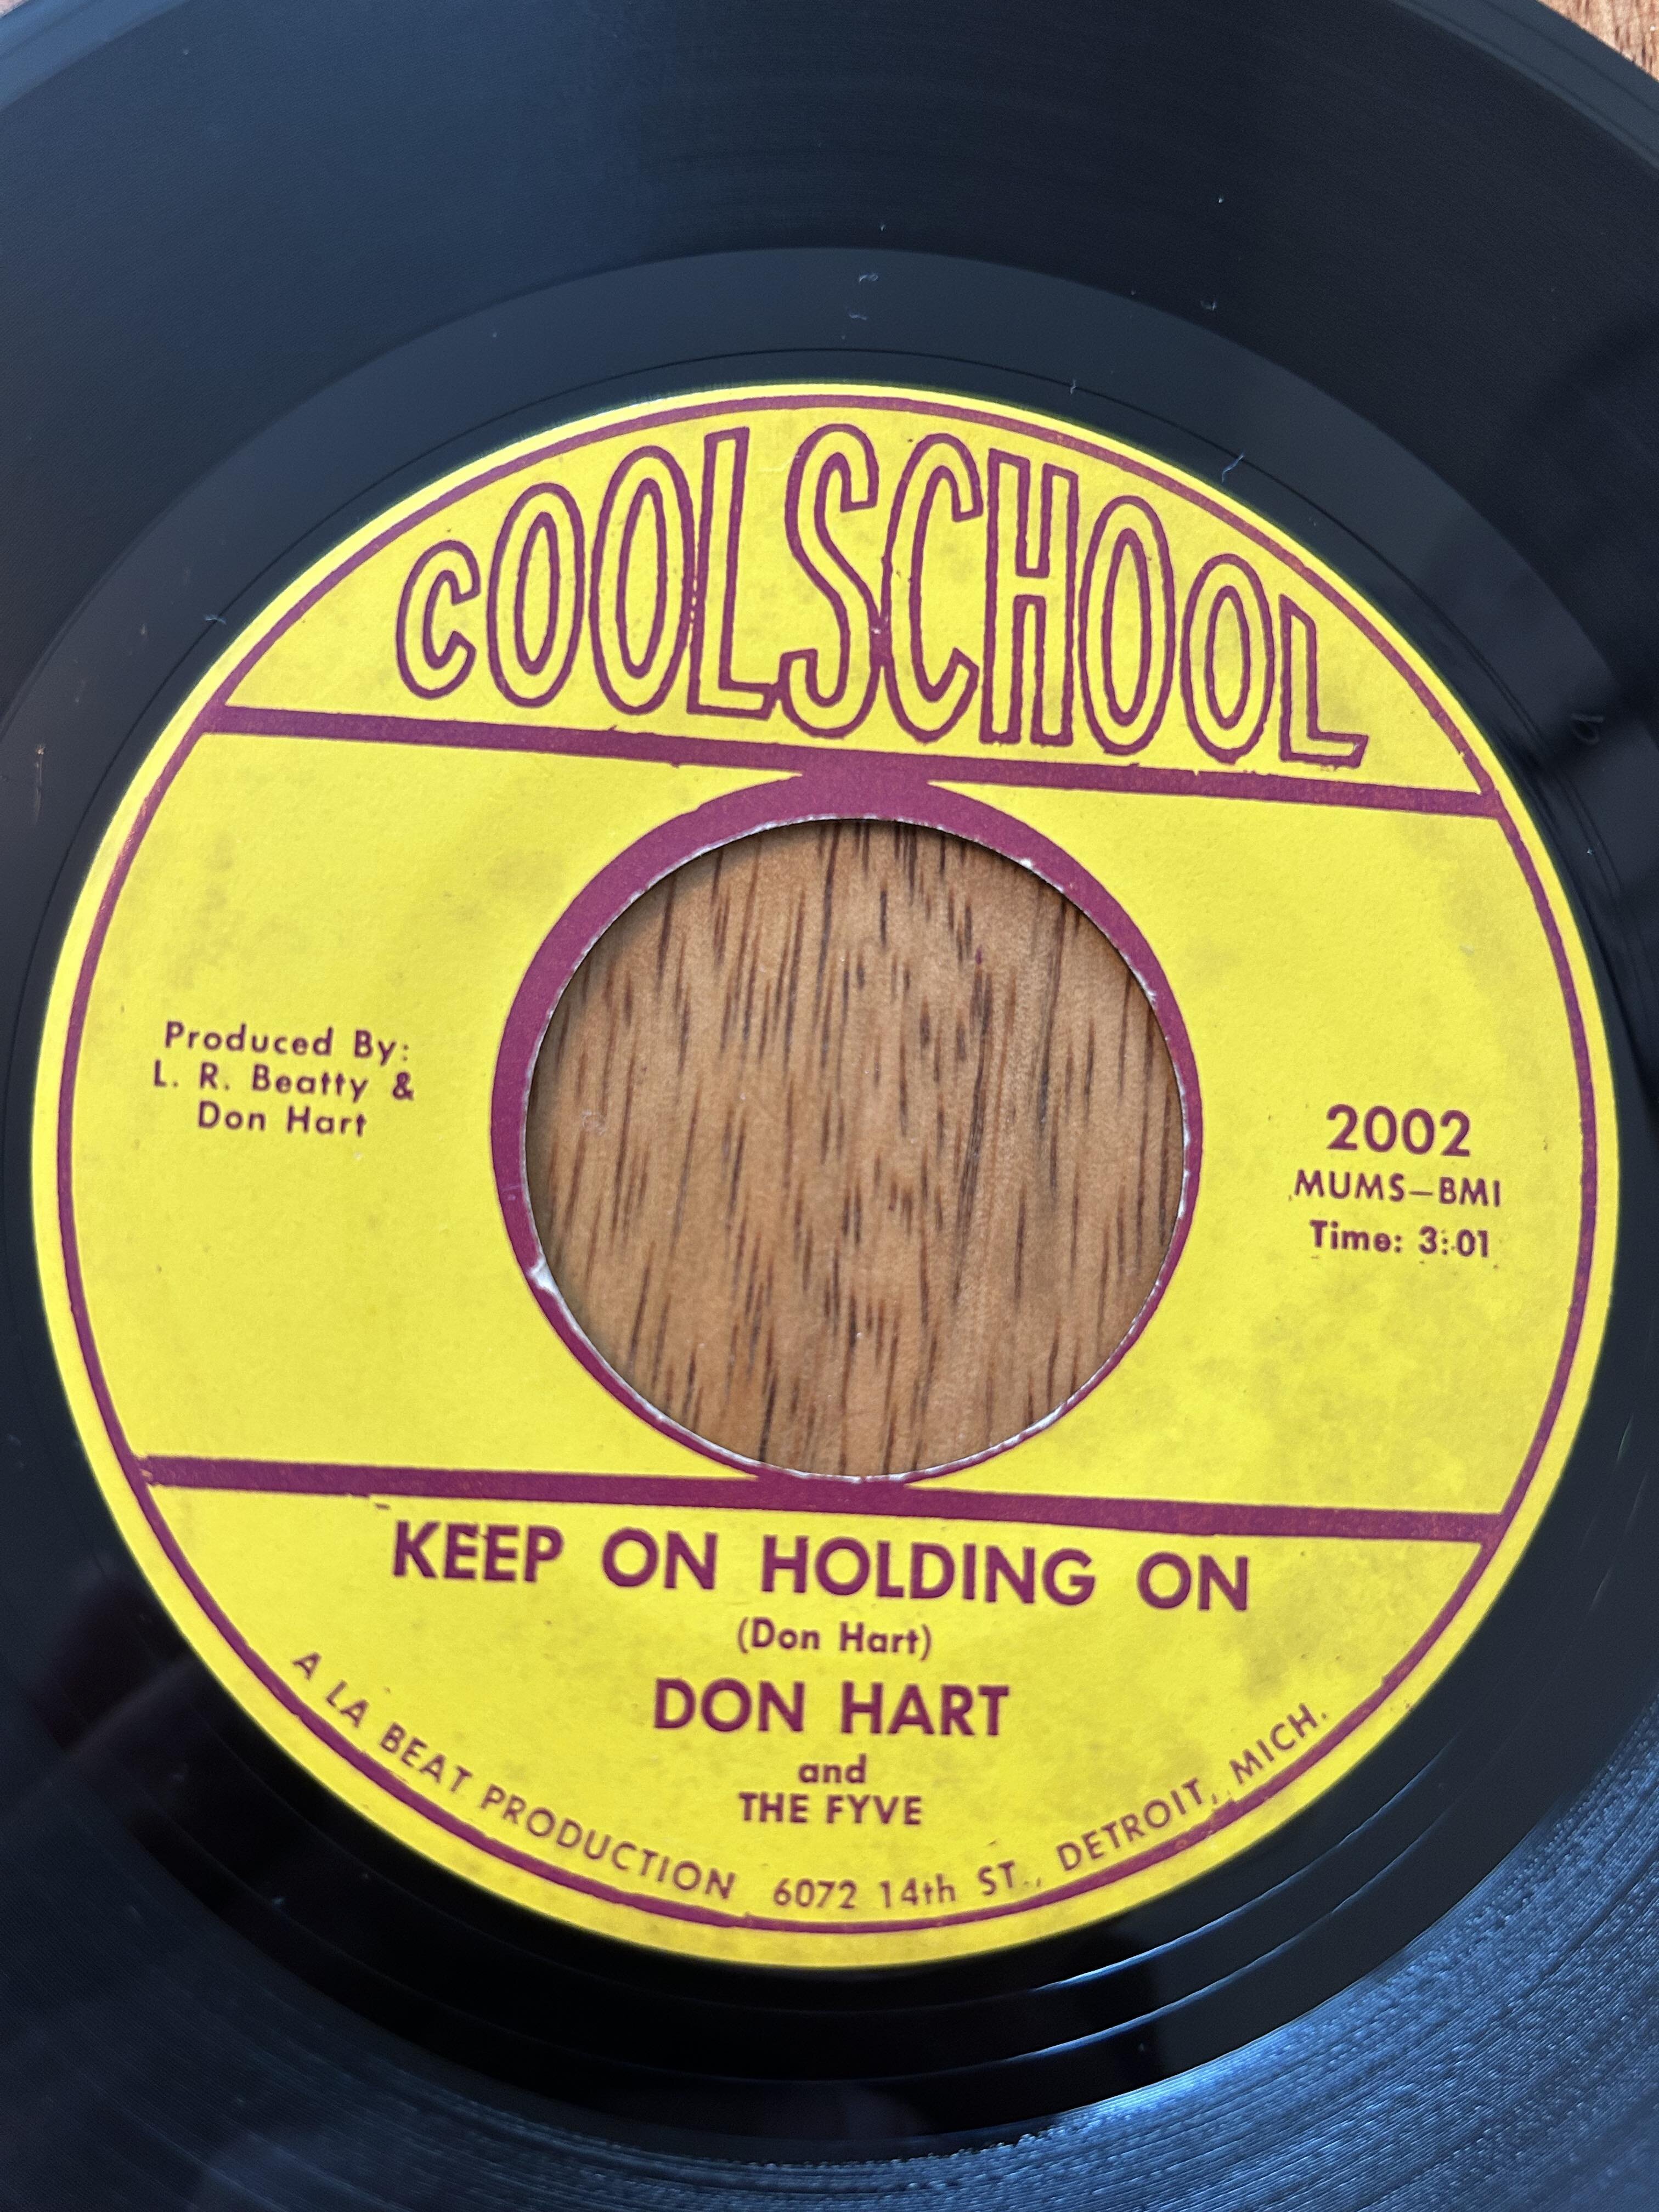 cOOLSCHOOL
Produced By:
L. R. Beatty &
Don Hart
2002
MUMS—BMI
Time: 3:01
KEEP ON HOLDING ON
(Don Hart)
DON HART
and
THE FYVE
A LA BEAT PRODUCTION 6072 14th ST., DETROIT, MICH.